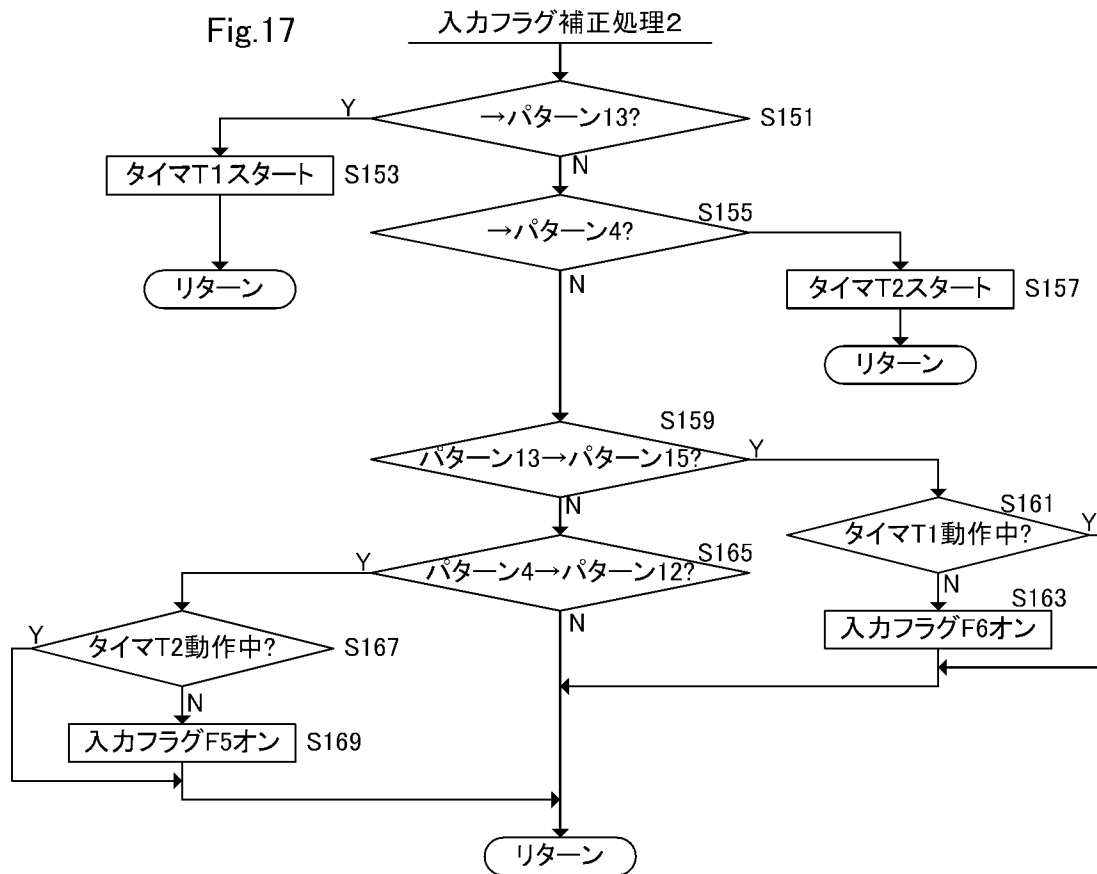 Fig.17
入力フラグ補正処理2
→パターン13?
Y
S151
N
タイマT1スタート
S153
リターン
→パターン4?
S155
N
タイマT2スタート
S157
リターン
パターン13→パターン15?
S159
Y
N
タイマT1動作中?
S161
Y
N
入力フラグF6オン
S163
パターン4→パターン12?
S165
Y
N
タイマT2動作中?
S167
Y
N
入力フラグF5オン
S169
リターン